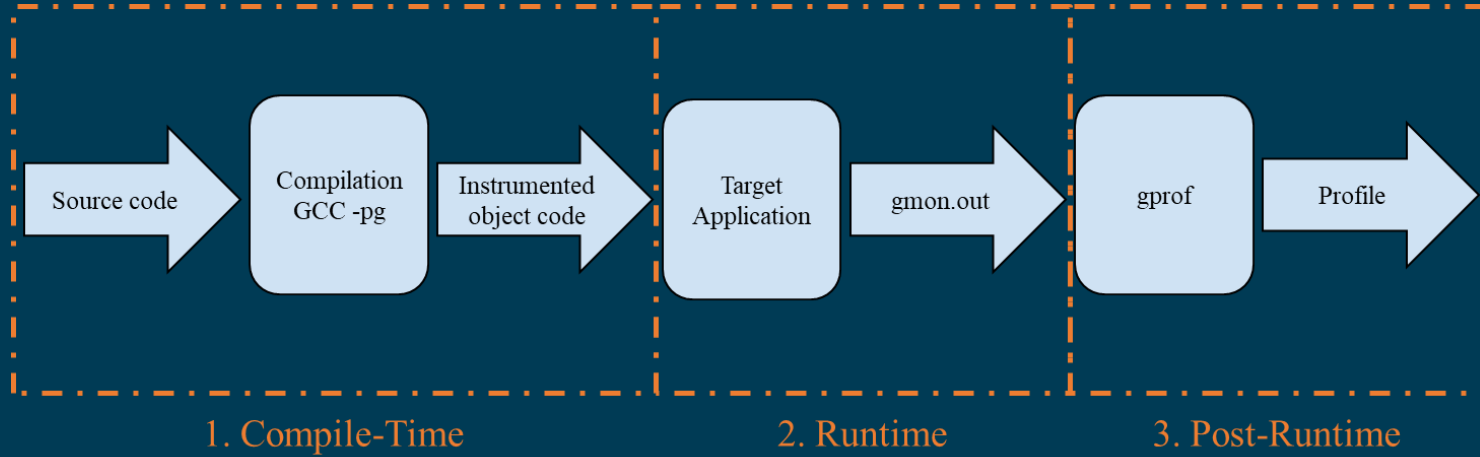 Source code
Compilation
GCC -pg
Instrumented
object code
Target
Application
gmon.out
gprof
Profile
1. Compile-Time
2. Runtime
3. Post-Runtime